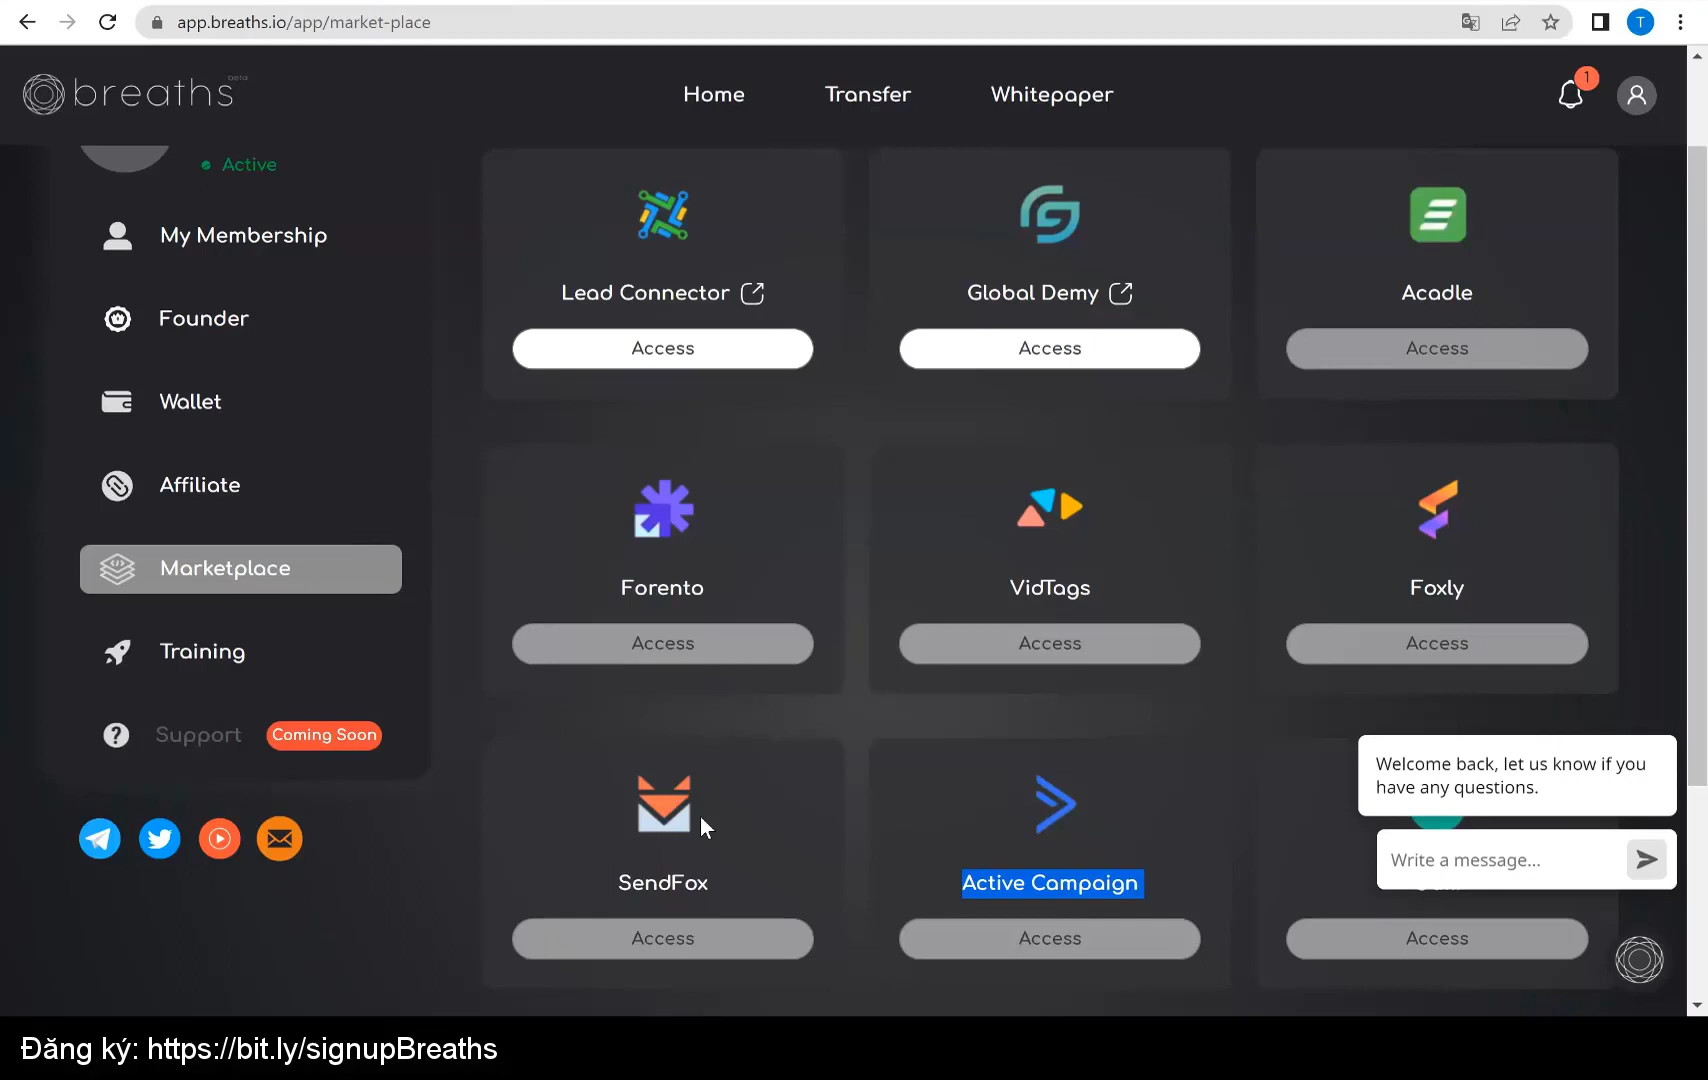 app.breaths.io/app/market-place
T
breaths
beta
Home
Transfer
Whitepaper
1
Active
My Membership
Founder
Wallet
Affiliate
Marketplace
Training
Support
Coming Soon
Lead Connector
Access
Global Demy
Access
Acadle
Access
Forento
Access
VidTags
Access
Foxly
Access
SendFox
Access
Active Campaign
Access
Access
Welcome back, let us know if you
have any questions.
Write a message...
Đăng ký: https://bit.ly/signupBreaths